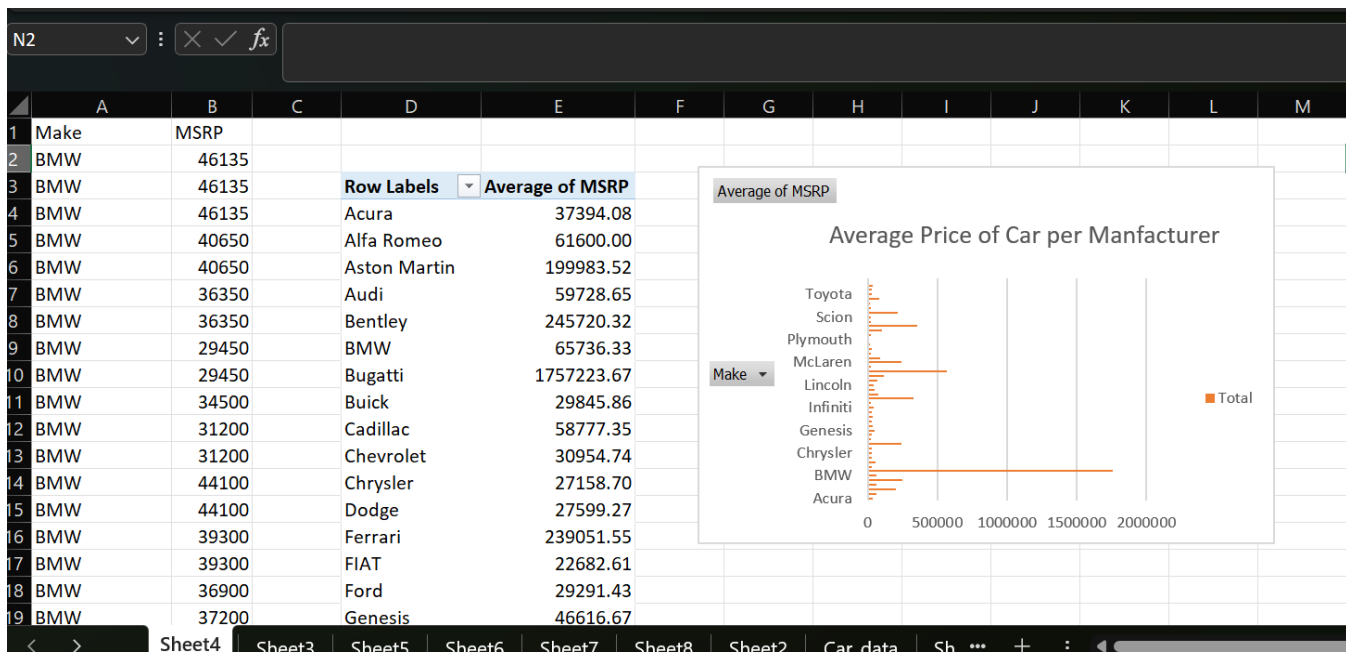 N2 fx
A B C D E F G H I J K L M
1 Make MSRP
2 BMW 46135
3 BMW 46135 Row Labels Average of MSRP
4 BMW 46135 Acura 37394.08
5 BMW 40650 Alfa Romeo 61600.00
6 BMW 40650 Aston Martin 199983.52
7 BMW 36350 Audi 59728.65
8 BMW 36350 Bentley 245720.32
9 BMW 29450 BMW 65736.33
10 BMW 29450 Bugatti 1757223.67
11 BMW 34500 Buick 29845.86
12 BMW 31200 Cadillac 58777.35
13 BMW 31200 Chevrolet 30954.74
14 BMW 44100 Chrysler 27158.70
15 BMW 44100 Dodge 27599.27
16 BMW 39300 Ferrari 239051.55
17 BMW 39300 FIAT 22682.61
18 BMW 36900 Ford 29291.43
19 BMW 37200 Genesis 46616.67
Average of MSRP
Average Price of Car per Manfacturer
Toyota
Scion
Plymouth
McLaren
Make
Lincoln
Total
Infiniti
Genesis
Chrysler
BMW
Acura
0 500000 1000000 1500000 2000000
Sheet4 Sheet3 Sheet5 Sheet6 Sheet7 Sheet8 Sheet2 Car_data Sh ...